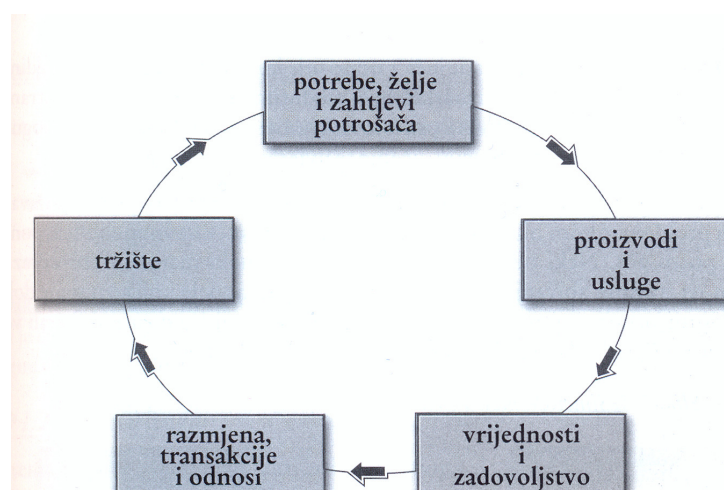 potrebe, želje
i zahtjevi
potrošača
proizvodi
i
usluge
vrijednosti
i
zadovoljstvo
razmjena,
transakcije
i odnosi
tržište